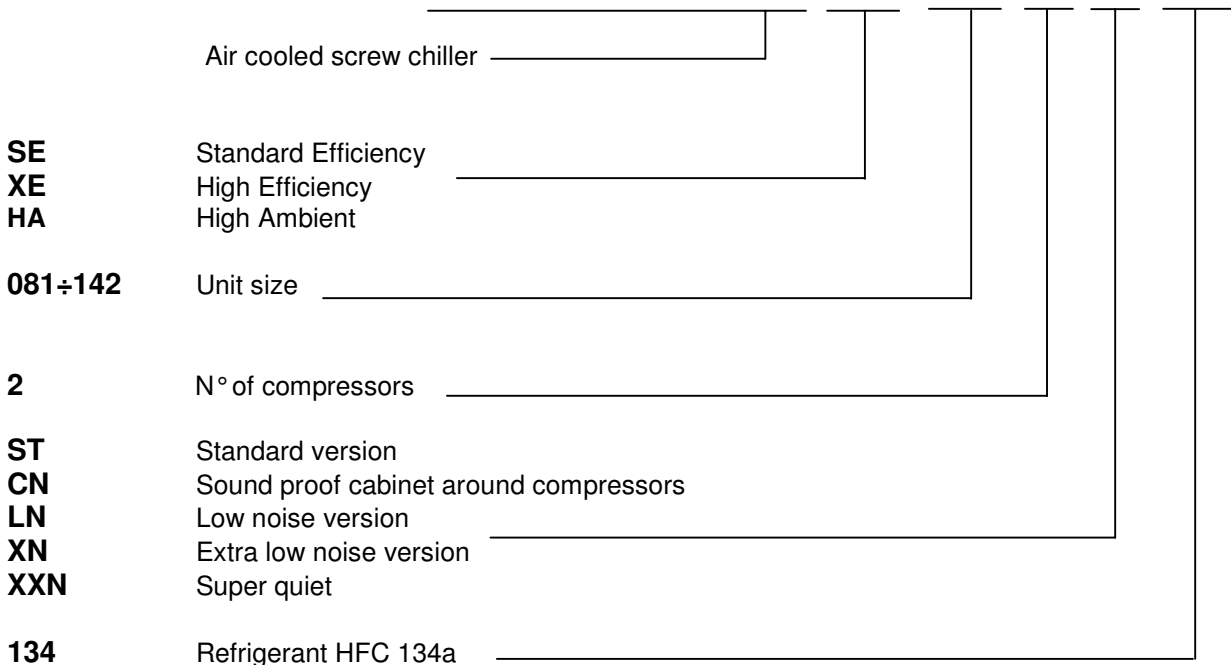 Air cooled screw chiller
SE Standard Efficiency
XE High Efficiency
HA High Ambient
081÷142 Unit size
2 N° of compressors
ST Standard version
CN Sound proof cabinet around compressors
LN Low noise version
XN Extra low noise version
XXN Super quiet
134 Refrigerant HFC 134a